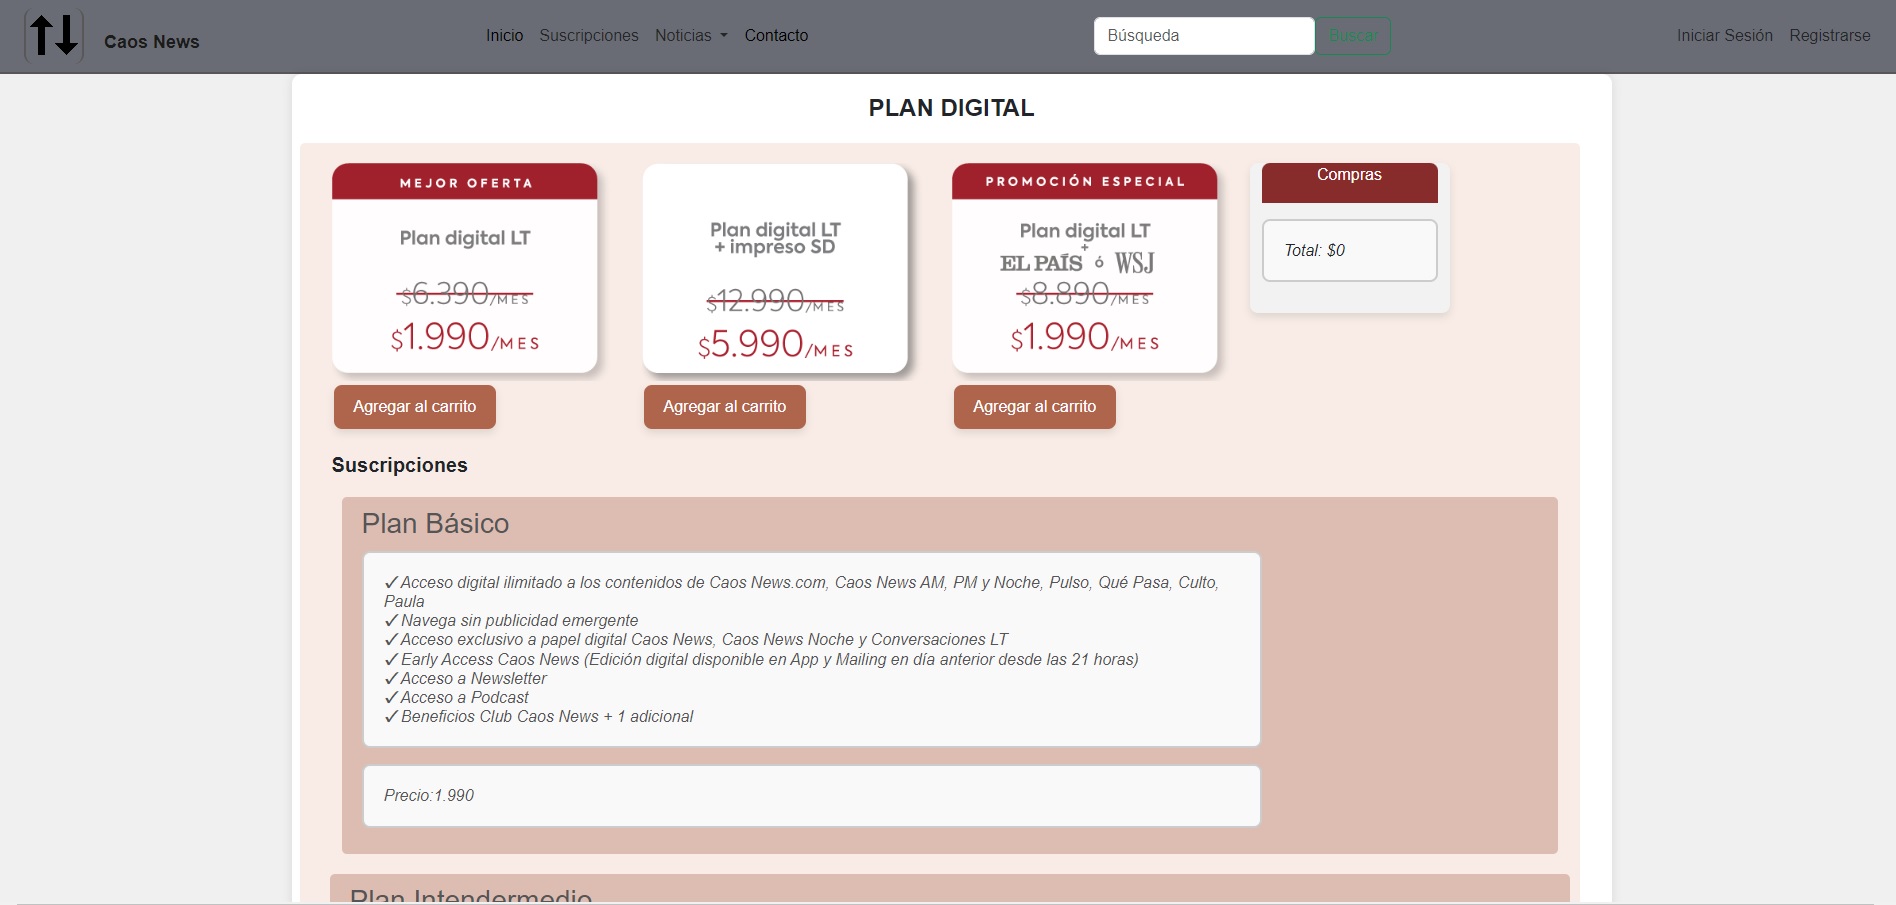 Caos News
Inicio Suscripciones Noticias Contacto
Búsqueda
Buscar
Iniciar Sesión Registrarse
PLAN DIGITAL
MEJOR OFERTA
Plan digital LT
$6.390/MES
$1.990/MES
Agregar al carrito
Plan digital LT
+ impreso SD
$12.990/MES
$5.990/MES
Agregar al carrito
PROMOCIÓN ESPECIAL
Plan digital LT
+
EL PAÍS ó WSJ
$8.890/MES
$1.990/MES
Agregar al carrito
Compras
Total: $0
Suscripciones
Plan Básico
✓Acceso digital ilimitado a los contenidos de Caos News.com, Caos News AM, PM y Noche, Pulso, Qué Pasa, Culto,
Paula
✓Navega sin publicidad emergente
✓Acceso exclusivo a papel digital Caos News, Caos News Noche y Conversaciones LT
✓Early Access Caos News (Edición digital disponible en App y Mailing en día anterior desde las 21 horas)
✓Acceso a Newsletter
✓Acceso a Podcast
✓Beneficios Club Caos News + 1 adicional
Precio:1.990
Plan Intendermedio